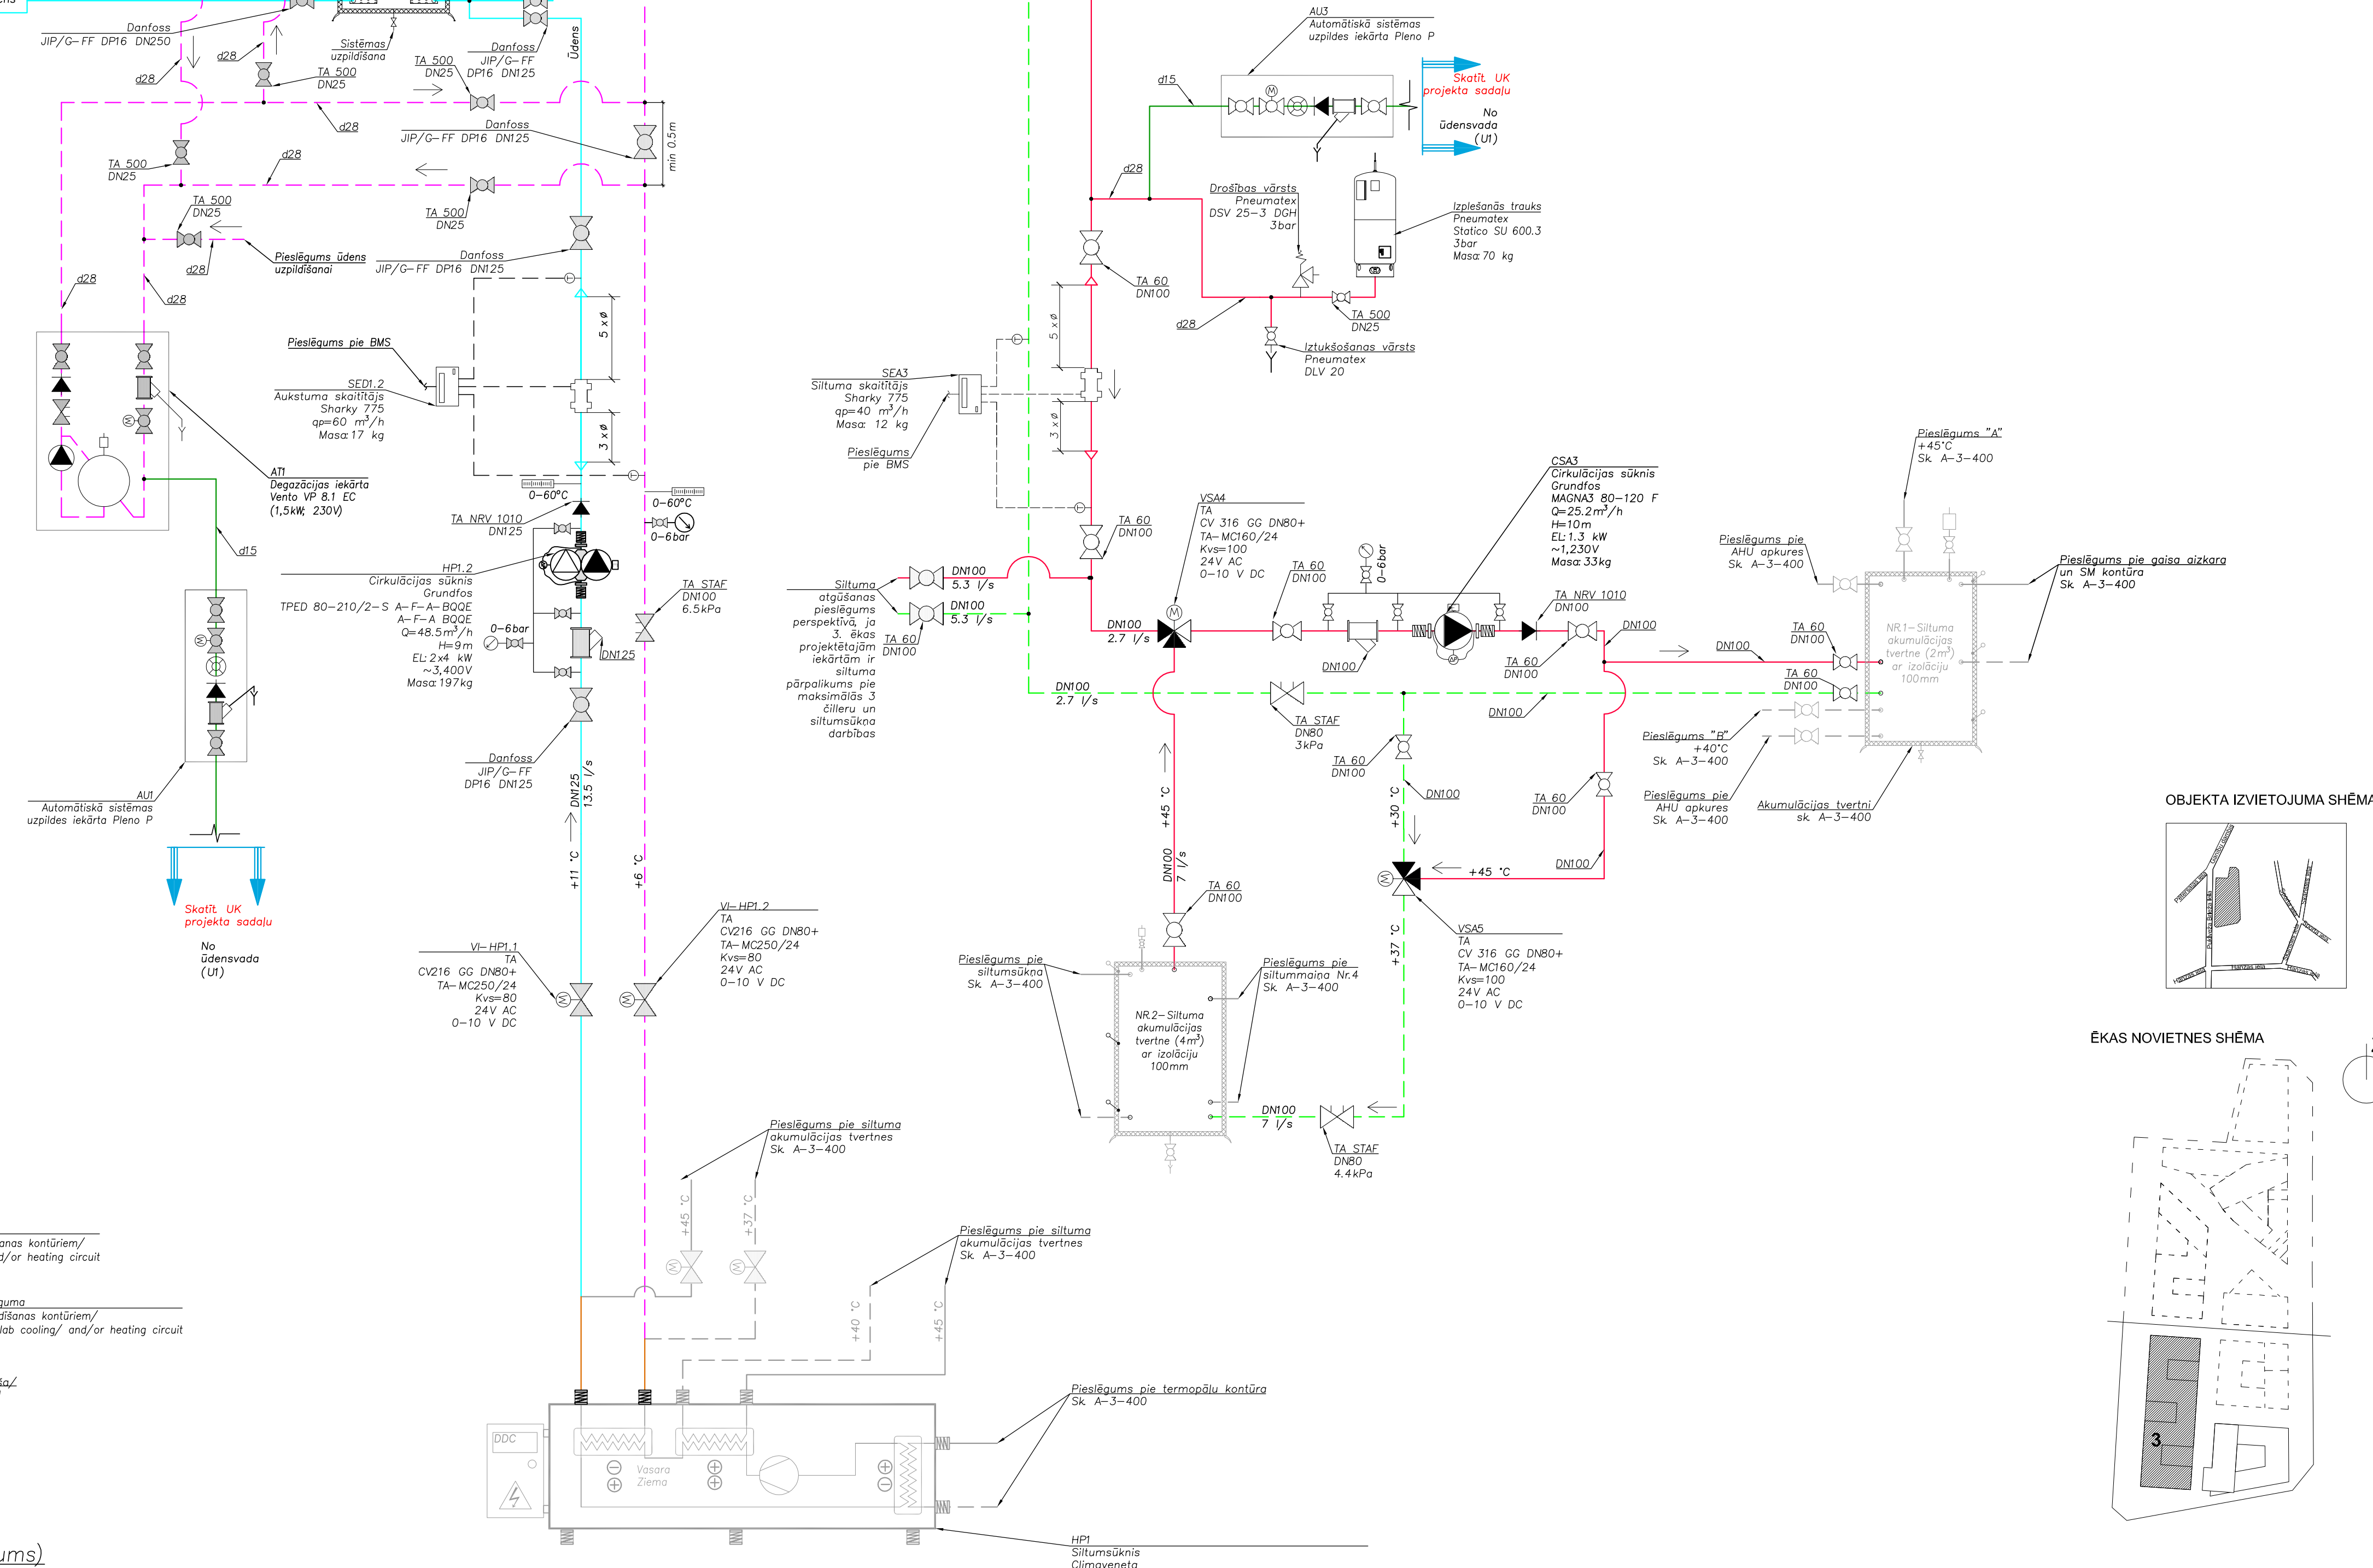 Danfoss
JIP/G-FF DP16 DN250
d28
d28
TA 500
DN25
Sistēmas
uzpildīšana
TA 500
DN25
Danfoss
JIP/G-FF
DP16 DN125
Ūdens
d28
Danfoss
JIP/G-FF DP16 DN125
min 0.5m
TA 500
DN25
d28
TA 500
DN25
TA 500
DN25
d28
Pieslēgums ūdens
uzpildīšanai
Danfoss
JIP/G-FF DP16 DN125
d28
d28
5 xø
3 xø
Pieslēgums pie BMS
SED1.2
Aukstuma skaitītājs
Sharky 775
qp=60 m³/h
Masa: 17 kg
AT1
Degazācijas iekārta
Vento VP 8.1 EC
(1,5kW; 230V)
M
d15
0-60°C
0-60°C
0-6bar
TA NRV 1010
DN125
HP1.2
Cirkulācijas sūknis
Grundfos
TPED 80-210/2-S A-F-A-BQQE
A-F-A BQQE
Q=48.5m³/h
H=9m
EL: 2x4 kW
~3,400V
Masa: 197kg
0-6bar
DN125
TA STAF
DN100
6.5kPa
M
Danfoss
JIP/G-FF
DP16 DN125
DN125
13.5 l/s
+11 °C
+6 °C
AU1
Automātiskā sistēmas
uzpildes iekārta Pleno P
Skatīt. UK
projekta sadaļu
No
ūdensvada
(U1)
VI-HP1.1
TA
CV216 GG DN80+
TA-MC250/24
Kvs=80
24V AC
0-10 V DC
M
VI-HP1.2
TA
CV216 GG DN80+
TA-MC250/24
Kvs=80
24V AC
0-10 V DC
M
AU3
Automātiskā sistēmas
uzpildes iekārta Pleno P
d15
M
Skatīt. UK
projekta sadaļu
No
ūdensvada
(U1)
d28
Drošības vārsts
Pneumatex
DSV 25-3 DGH
3bar
Izplešanās trauks
Pneumatex
Statico SU 600.3
3bar
Masa: 70 kg
TA 60
DN100
d28
TA 500
DN25
Iztukšošanas vārsts
Pneumatex
DLV 20
5 xø
3 xø
SEA3
Siltuma skaitītājs
Sharky 775
qp=40 m³/h
Masa: 12 kg
Pieslēgums
pie BMS
TA 60
DN100
Siltuma
atgūšanas
pieslēgums
perspektīvā, ja
3. ēkas
projektētajām
iekārtām ir
siltuma
pārpalikums pie
maksimālās 3
čilleru un
siltumsūkņa
darbības
DN100
5.3 l/s
DN100
5.3 l/s
TA 60
DN100
VSA4
TA
CV 316 GG DN80+
TA-MC160/24
Kvs=100
24V AC
0-10 V DC
M
DN100
2.7 l/s
TA 60
DN100
0-6bar
DN100
CSA3
Cirkulācijas sūknis
Grundfos
MAGNA3 80-120 F
Q=25.2m³/h
H=10m
EL: 1.3 kW
~1,230V
Masa: 33kg
TA NRV 1010
DN100
TA 60
DN100
DN100
DN100
TA 60
DN100
TA 60
DN100
Pieslēgums "A"
+45°C
Sk. A-3-400
Pieslēgums pie
AHU apkures
Sk. A-3-400
Pieslēgums pie gaisa aizkara
un SM kontūra
Sk. A-3-400
NR.1-Siltuma
akumulācijas
tvertne (2m³)
ar izolāciju
100mm
Pieslēgums "B"
+40°C
Sk. A-3-400
Pieslēgums pie
AHU apkures
Sk. A-3-400
Akumulācijas tvertni
sk. A-3-400
DN100
2.7 l/s
TA STAF
DN80
3kPa
DN100
TA 60
DN100
DN100
+30 °C
TA 60
DN100
DN100
+45 °C
+45 °C
DN100
7 l/s
TA 60
DN100
M
VSA5
TA
CV 316 GG DN80+
TA-MC160/24
Kvs=100
24V AC
0-10 V DC
+37 °C
Pieslēgums pie
siltumsūkņa
Sk. A-3-400
Pieslēgums pie
siltummaiņa Nr.4
Sk. A-3-400
NR.2-Siltuma
akumulācijas
tvertne (4m³)
ar izolāciju
100mm
DN100
7 l/s
TA STAF
DN80
4.4kPa
Pieslēgums pie siltuma
akumulācijas tvertnes
Sk. A-3-400
+45 °C
+37 °C
M
M
Pieslēgums pie siltuma
akumulācijas tvertnes
Sk. A-3-400
+40 °C
+45 °C
Pieslēgums pie termopāļu kontūra
Sk. A-3-400
DDC
Vasara
Ziema
HP1
Siltumsūknis
Climaveneta
anas kontūriem/
d/or heating circuit
guma
dīšanas kontūriem/
lab cooling/ and/or heating circuit
ums)
OBJEKTA IZVIETOJUMA SHĒMA
Hanzas iela
ĒKAS NOVIETNES SHĒMA
3